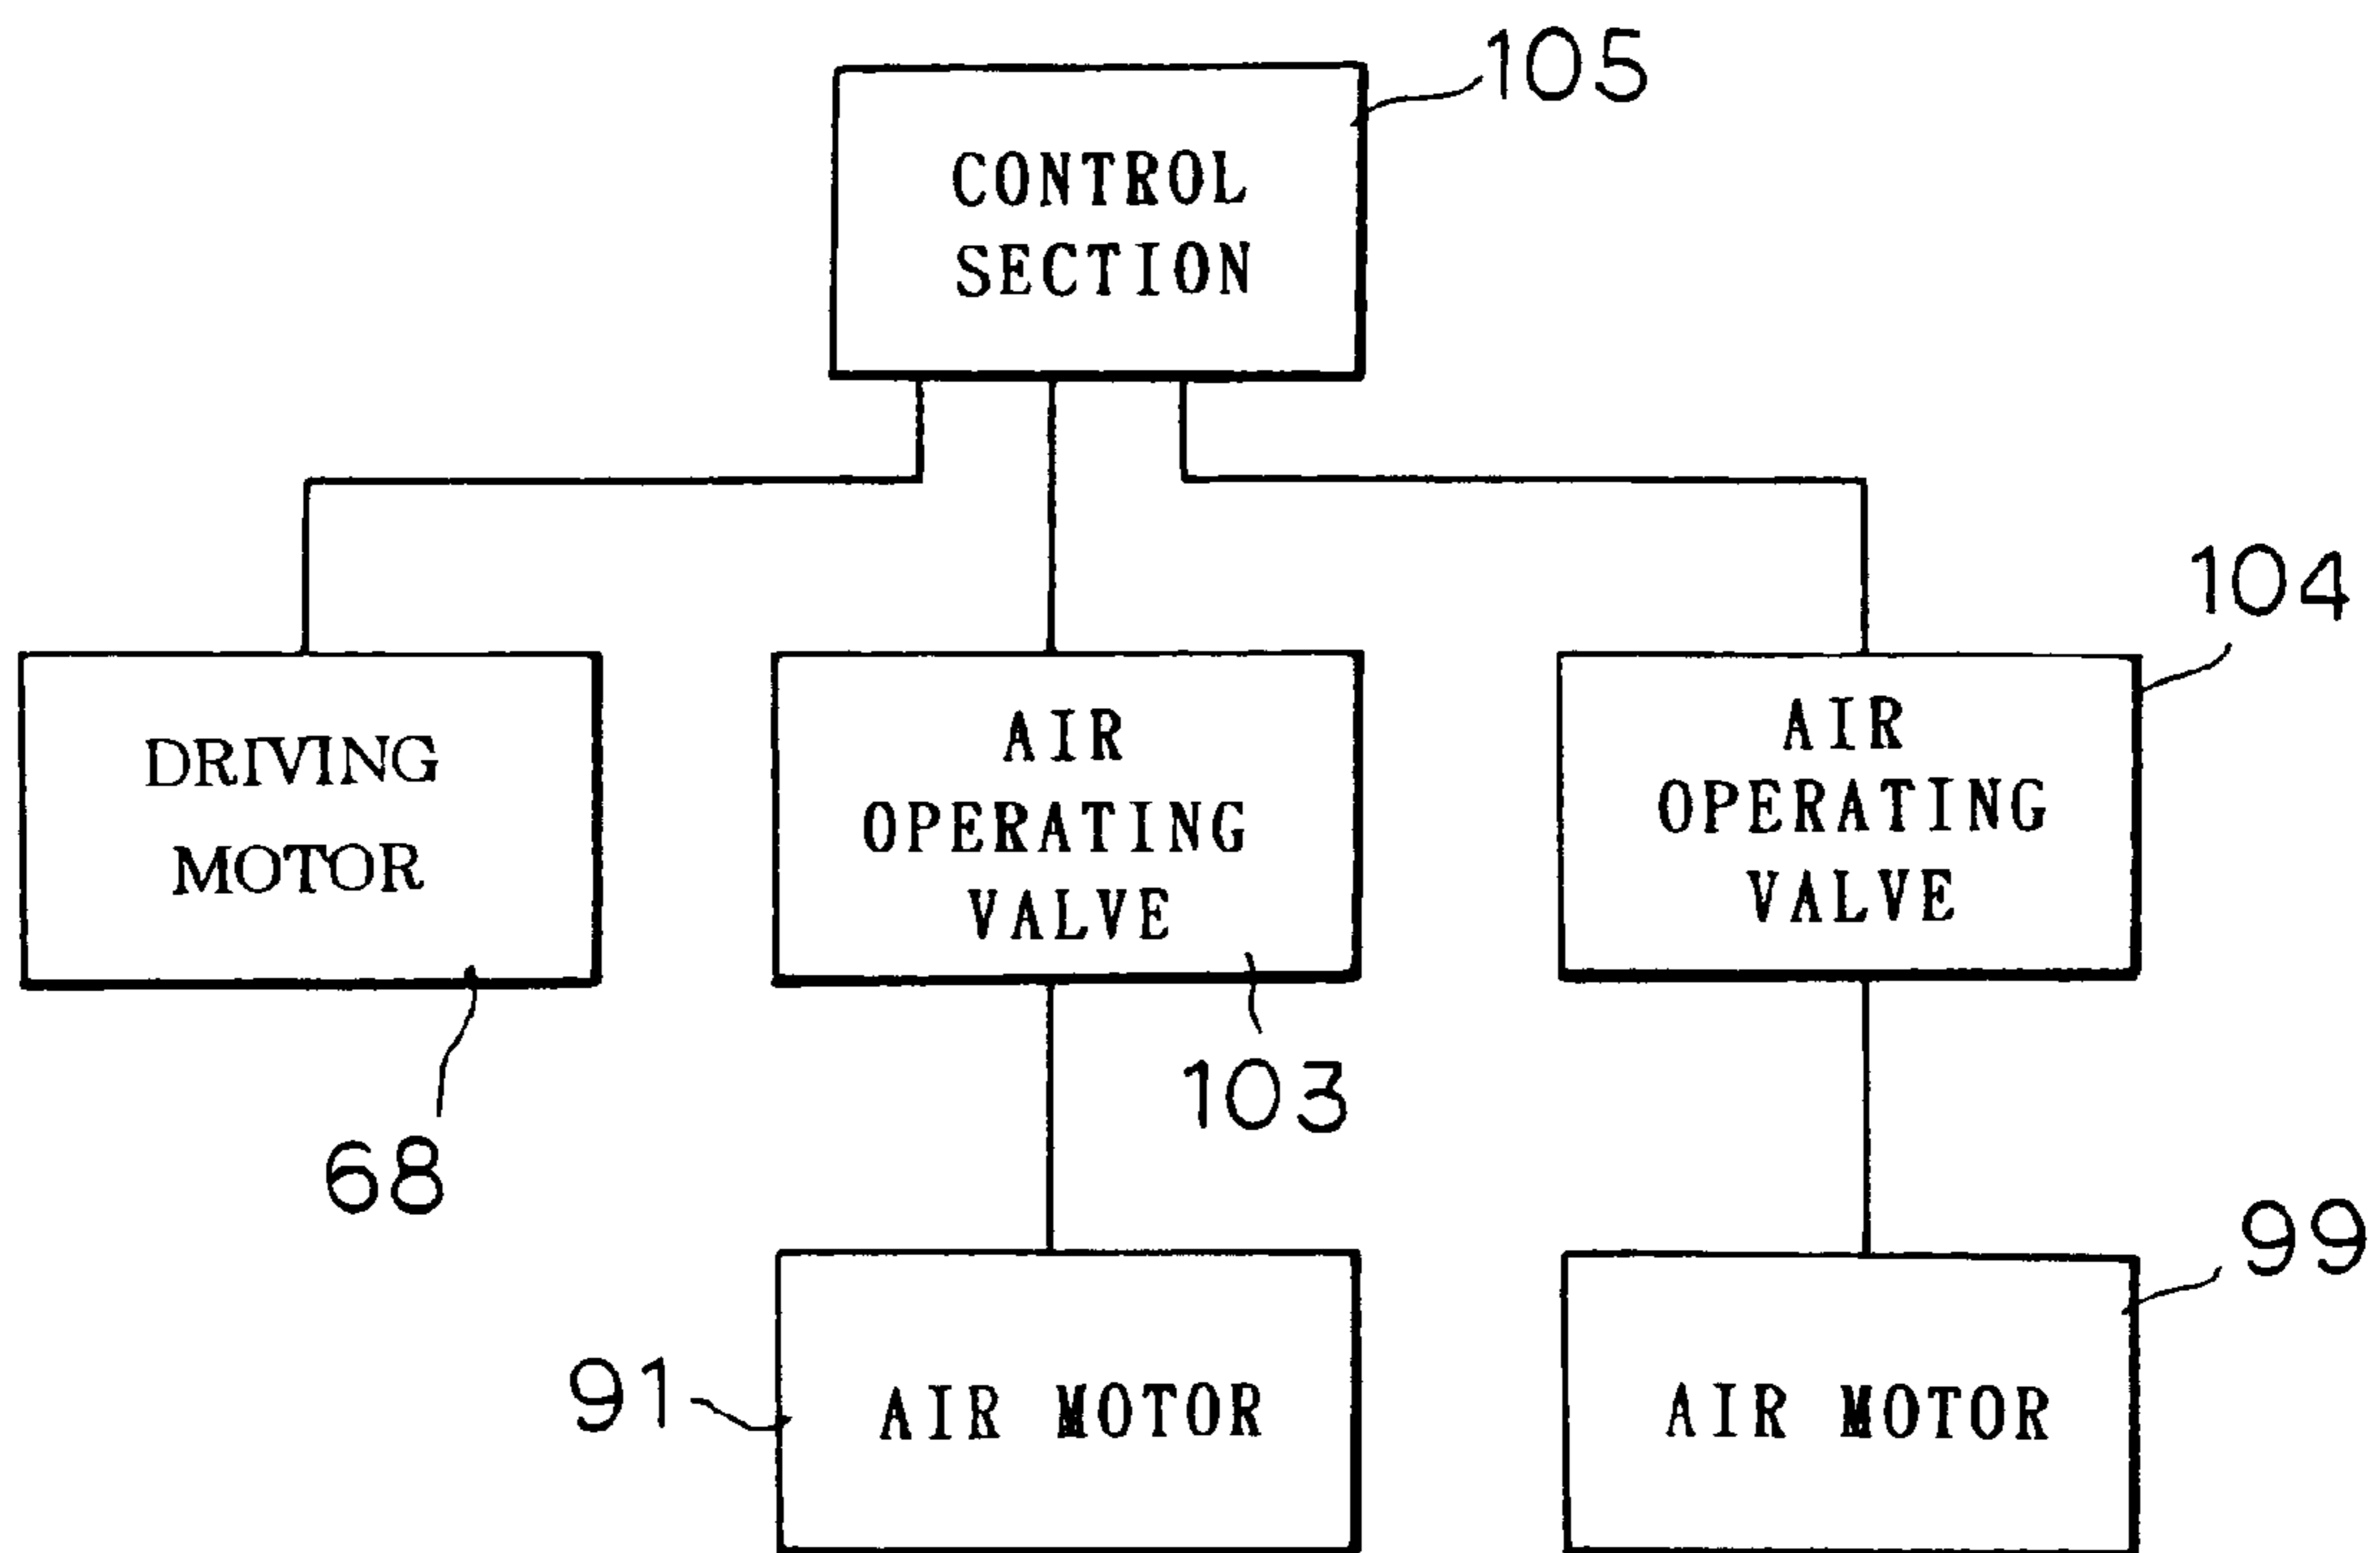 105
CONTROL
SECTION
104
DRIVING
MOTOR
68
AIR
OPERATING
VALVE
103
AIR
OPERATING
VALVE
91
AIR MOTOR
99
AIR MOTOR